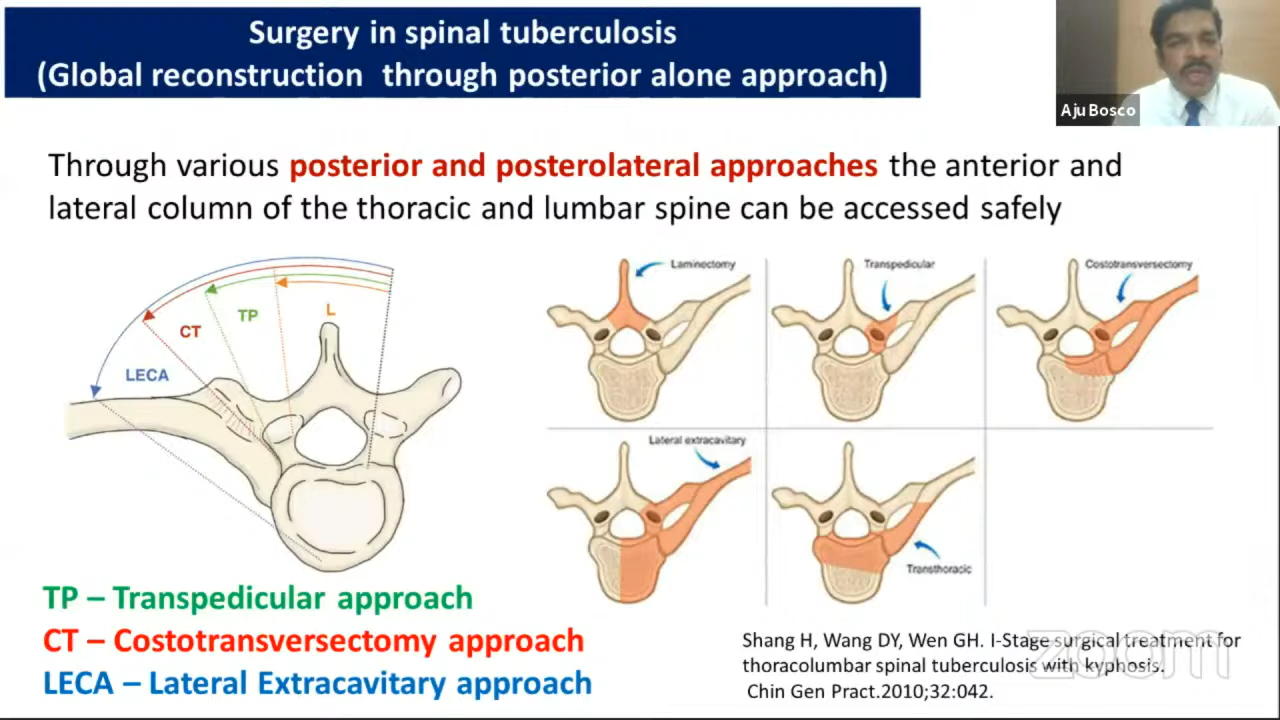 Surgery in spinal tuberculosis
(Global reconstruction through posterior alone approach)
Aju Bosco
Through various posterior and posterolateral approaches the anterior and
lateral column of the thoracic and lumbar spine can be accessed safely
L
TP
CT
LECA
Laminectomy
Transpedicular
Costotransversectomy
Lateral extracavitary
Transthoracic
TP – Transpedicular approach
CT – Costotransversectomy approach
LECA – Lateral Extracavitary approach
Shang H, Wang DY, Wen GH. I-Stage surgical treatment for
thoracolumbar spinal tuberculosis with kyphosis.
Chin Gen Pract.2010;32:042.
zoom